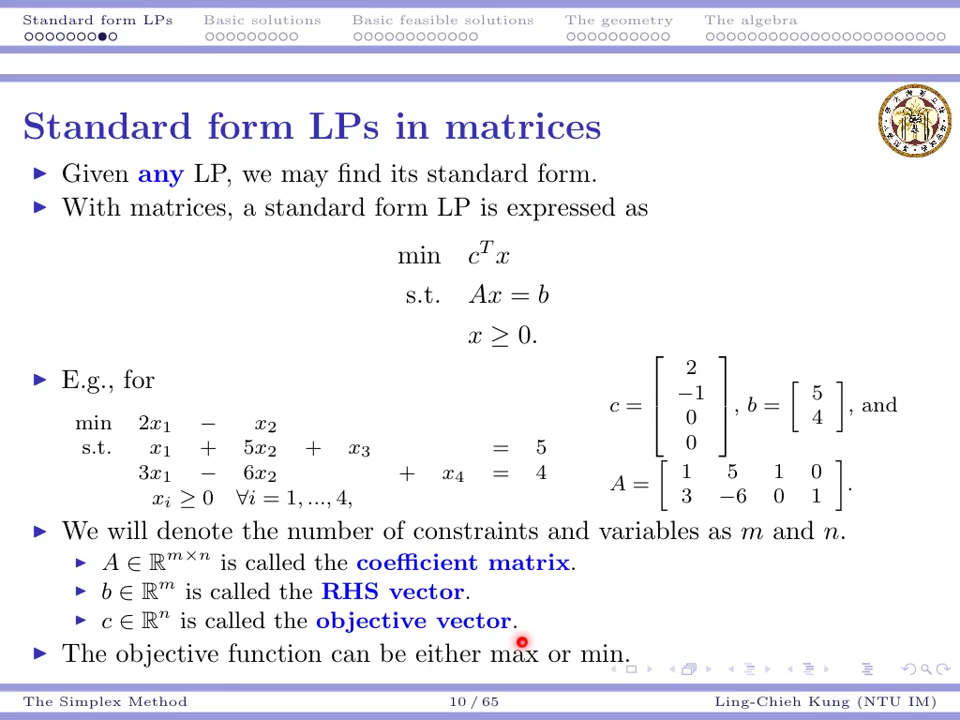 Standard form LPs Basic solutions Basic feasible solutions The geometry The algebra
Standard form LPs in matrices
Given any LP, we may find its standard form.
With matrices, a standard form LP is expressed as
min c^T x
s.t. Ax = b
x ≥ 0.
E.g., for
min 2x₁ − x₂
s.t. x₁ + 5x₂ + x₃ = 5
3x₁ − 6x₂ + x₄ = 4
xᵢ ≥ 0 ∀i = 1, ..., 4,
c = [2 −1 0 0], b = [5 4], and
A = [1 5 1 0
3 −6 0 1].
We will denote the number of constraints and variables as m and n.
A ∈ ℝ^{m×n} is called the coefficient matrix.
b ∈ ℝ^m is called the RHS vector.
c ∈ ℝ^n is called the objective vector.
The objective function can be either max or min.
The Simplex Method 10 / 65 Ling-Chieh Kung (NTU IM)